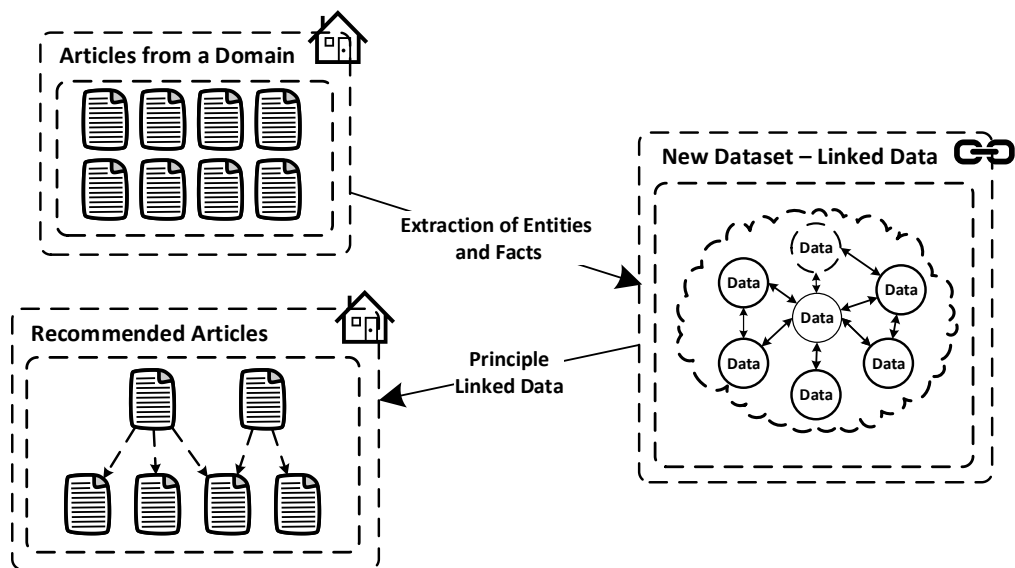 Articles from a Domain
Extraction of Entities
and Facts
New Dataset – Linked Data
Data
Data
Data
Data
Data
Data
Data
Recommended Articles
Principle
Linked Data